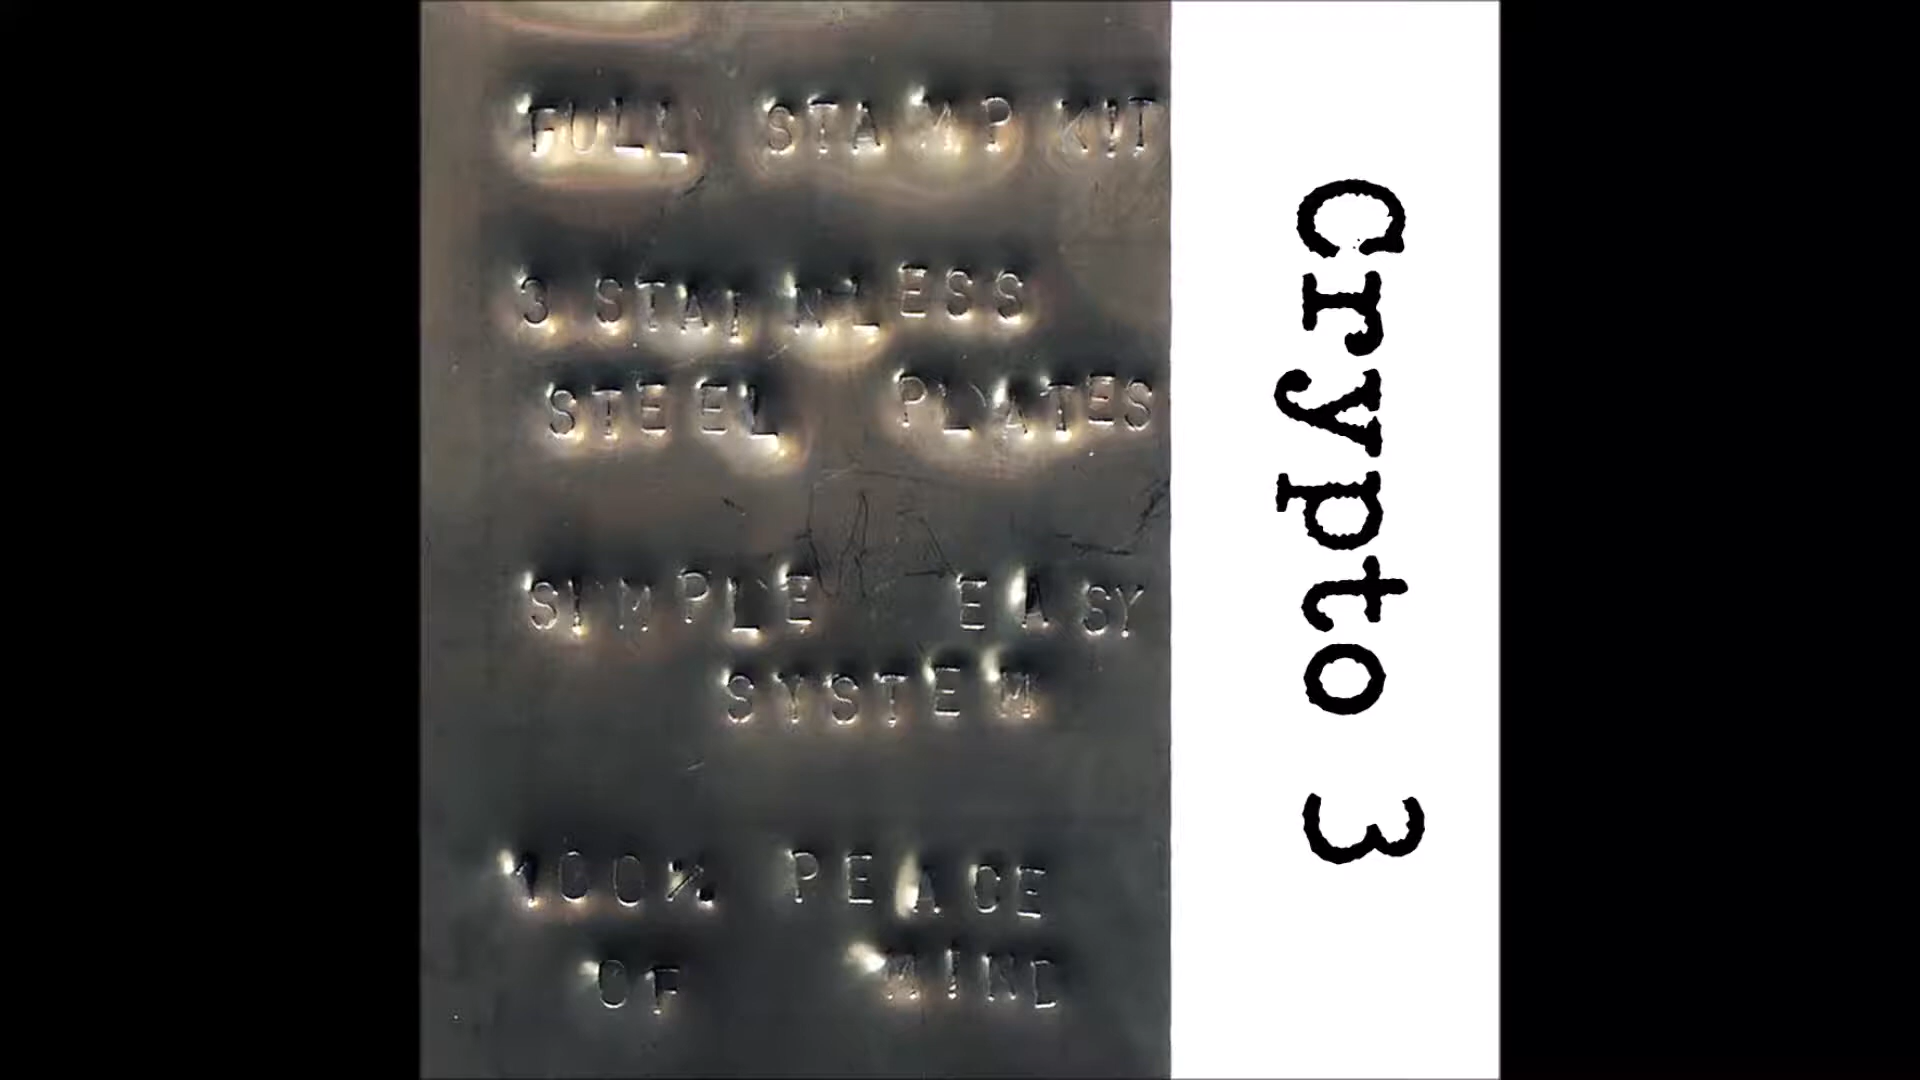 FULL STAMP KIT
3 STAINLESS
STEEL PLATES
SIMPLE EASY
SYSTEM
100% PEACE
OF MIND
Crypto 3